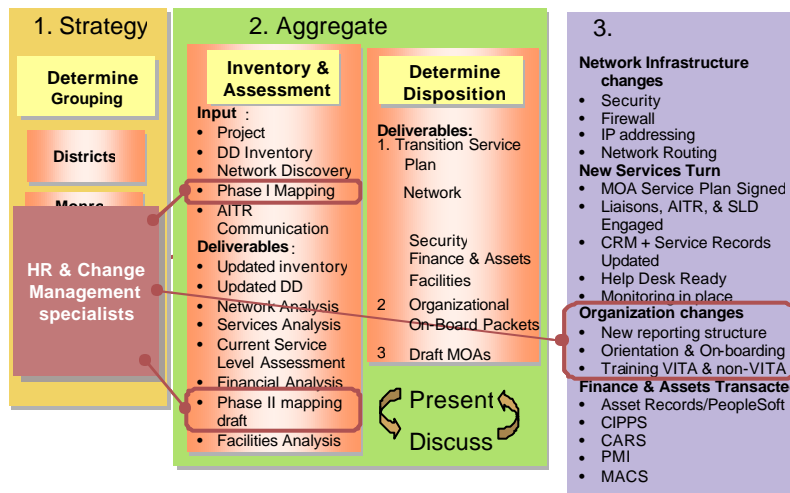 1. Strategy
Determine
Grouping
Districts
HR & Change
Management
specialists
2. Aggregate
Inventory &
Assessment
Input :
• Project
• DD Inventory
• Network Discovery
• Phase I Mapping
• AITR
Communication
Deliverables:
• Updated inventory
• Updated DD
• Network Analysis
• Services Analysis
• Current Service
Level Assessment
• Financial Analysis
• Phase II mapping
draft
• Facilities Analysis
Determine
Disposition
Deliverables:
1. Transition Service
Plan
Network
Security
Finance & Assets
Facilities
2 Organizational
On-Board Packets
3 Draft MOAs
Present
Discuss
3.
Network Infrastructure
changes
• Security
• Firewall
• IP addressing
• Network Routing
New Services Turn
• MOA Service Plan Signed
• Liaisons, AITR, & SLD
Engaged
• CRM + Service Records
Updated
• Help Desk Ready
• Monitoring in place
Organization changes
• New reporting structure
• Orientation & On-boarding
• Training VITA & non-VITA
Finance & Assets Transacte
• Asset Records/PeopleSoft
• CIPPS
• CARS
• PMI
• MACS